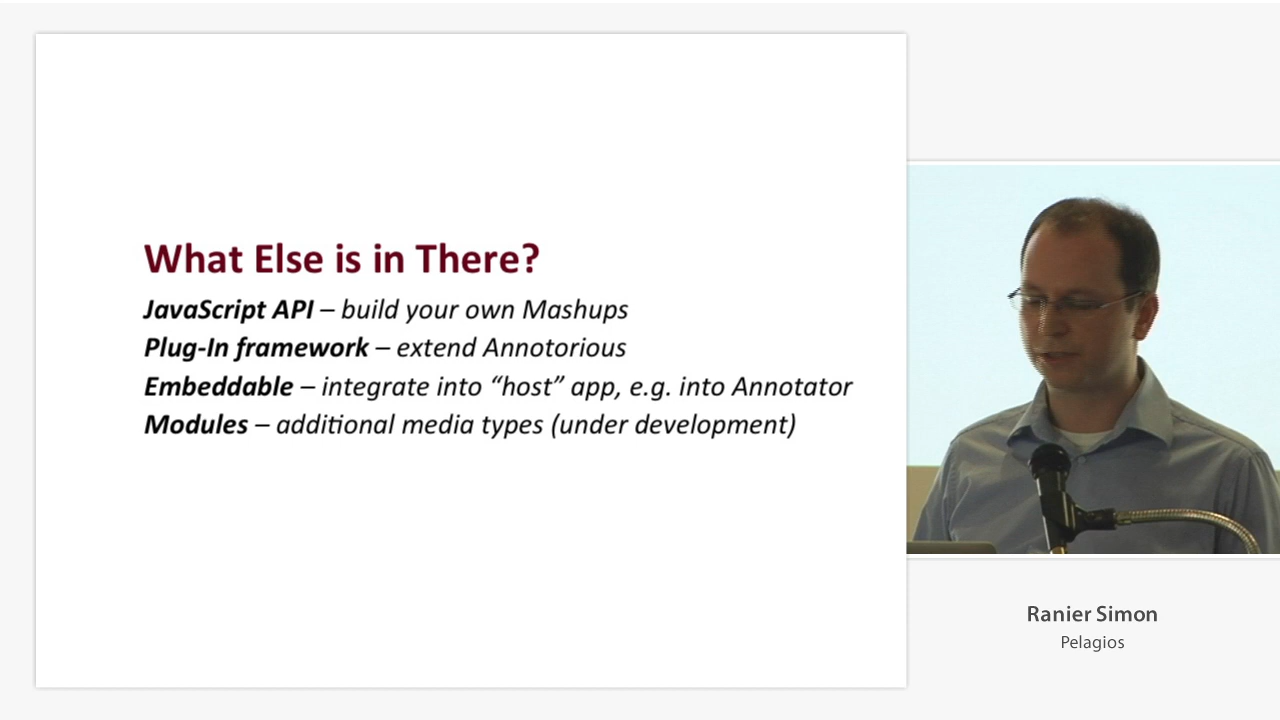 What Else is in There?
JavaScript API – build your own Mashups
Plug-In framework – extend Annotorious
Embeddable – integrate into “host” app, e.g. into Annotator
Modules – additional media types (under development)
Ranier Simon
Pelagios